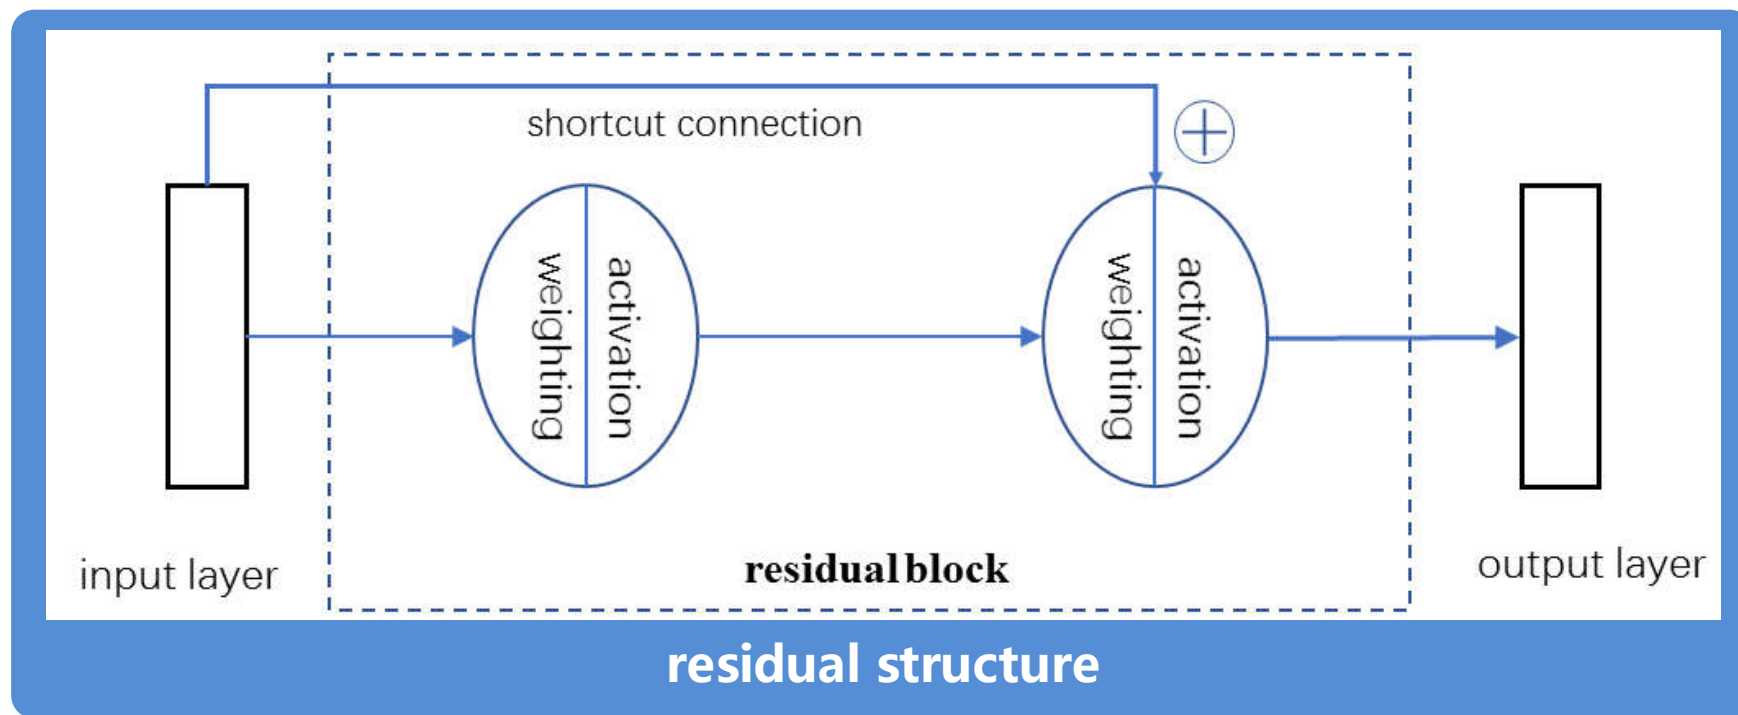 shortcut connection
weighting
activation
weighting
activation
input layer
residual block
output layer
residual structure